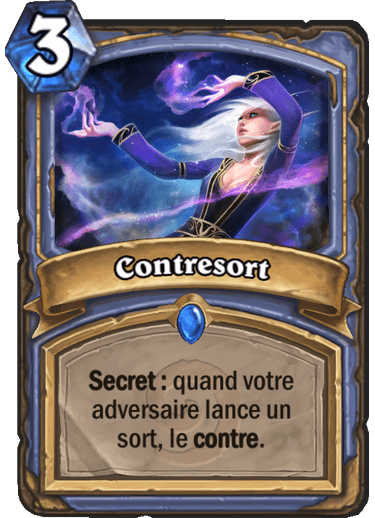 3
Contresort
Secret : quand votre
adversaire lance un
sort, le contre.